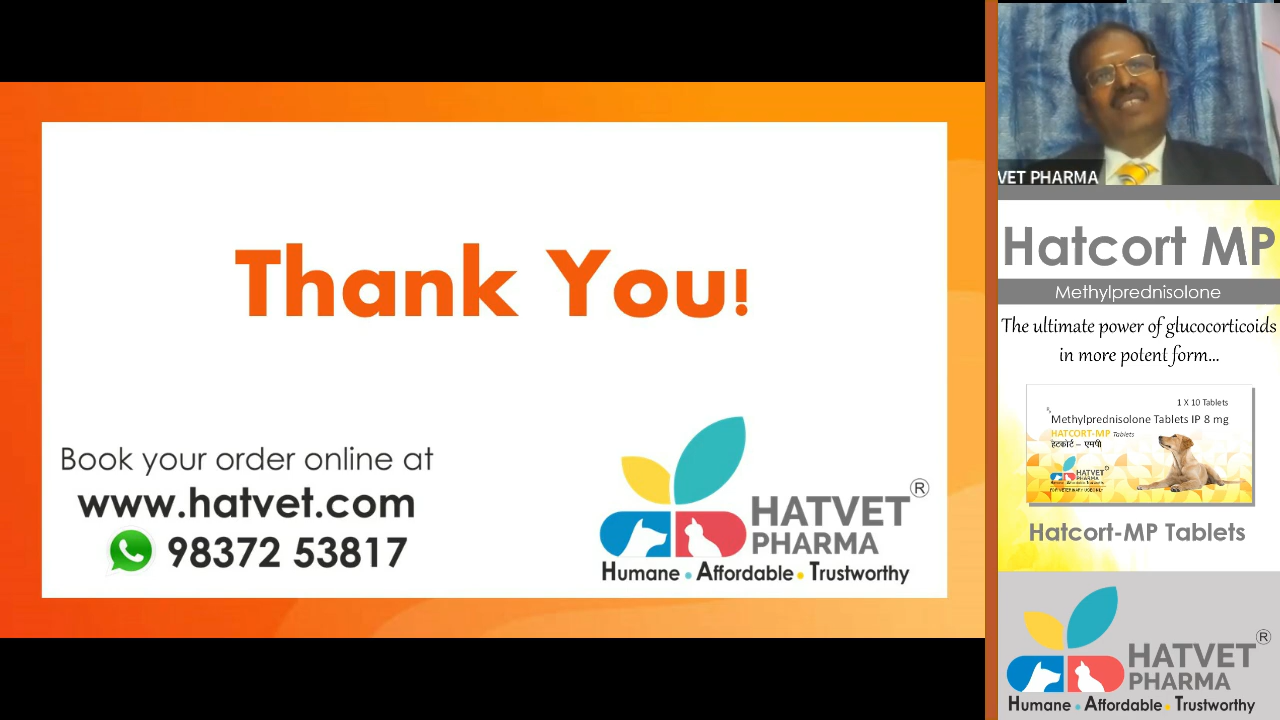 Thank You!
Book your order online at
www.hatvet.com
98372 53817
HATVET ®
PHARMA
Humane • Affordable • Trustworthy
VET PHARMA
Hatcort MP
Methylprednisolone
The ultimate power of glucocorticoids
in more potent form...
1 X 10 Tablets
Methylprednisolone Tablets IP 8 mg
HATCORT-MP Tablets
हेटकोर्ट – एमपी
HATVET
PHARMA
Hatcort-MP Tablets
HATVET ®
PHARMA
Humane • Affordable • Trustworthy